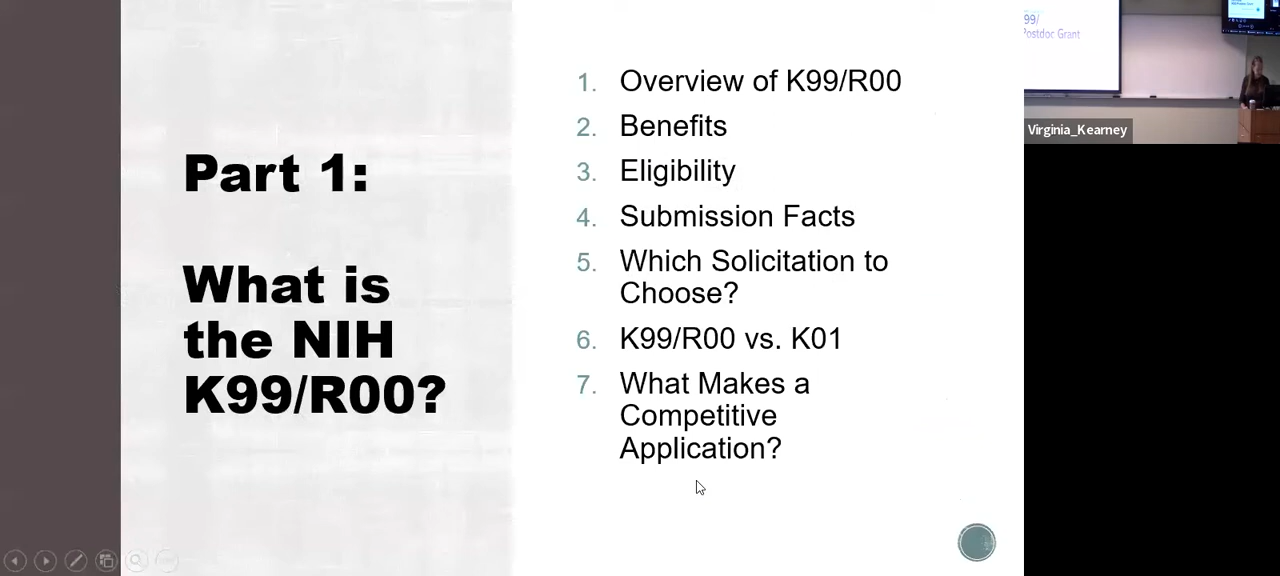 Part 1:
What is
the NIH
K99/R00?
1. Overview of K99/R00
2. Benefits
3. Eligibility
4. Submission Facts
5. Which Solicitation to
Choose?
6. K99/R00 vs. K01
7. What Makes a
Competitive
Application?
99/
Postdoc Grant
Virginia_Kearney